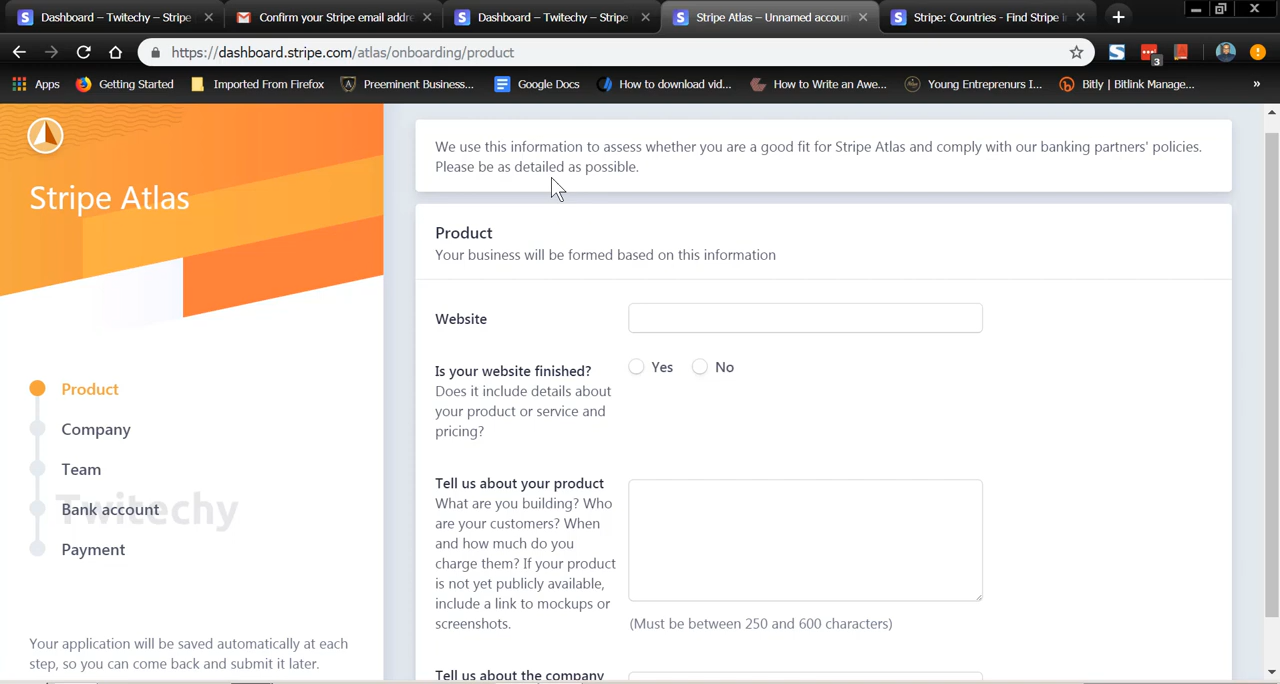 Dashboard – Twitechy – Stripe
Confirm your Stripe email addre
Dashboard – Twitechy – Stripe
Stripe Atlas – Unnamed accoun
Stripe: Countries - Find Stripe i
https://dashboard.stripe.com/atlas/onboarding/product
3
Apps
Getting Started
Imported From Firefox
Preeminent Business...
Google Docs
How to download vid...
How to Write an Awe...
Young Entreprenurs I...
Bitly | Bitlink Manage...
»
Stripe Atlas
Product
Company
Team
Bank account
Twitechy
Payment
Your application will be saved automatically at each
step, so you can come back and submit it later.
We use this information to assess whether you are a good fit for Stripe Atlas and comply with our banking partners' policies.
Please be as detailed as possible.
Product
Your business will be formed based on this information
Website
Is your website finished?
Yes No
Does it include details about
your product or service and
pricing?
Tell us about your product
What are you building? Who
are your customers? When
and how much do you
charge them? If your product
is not yet publicly available,
include a link to mockups or
screenshots.
(Must be between 250 and 600 characters)
Tell us about the company